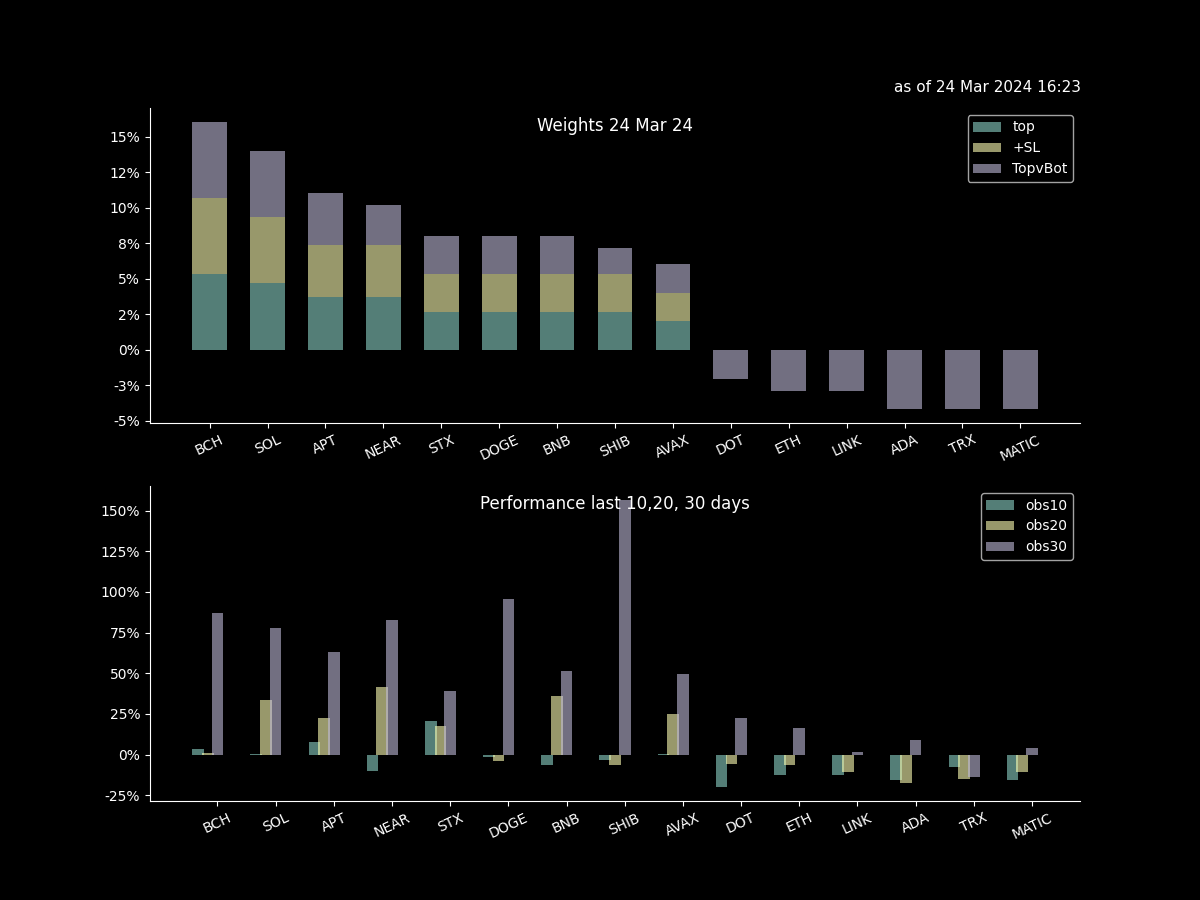 as of 24 Mar 2024 16:23
Weights 24 Mar 24
top
+SL
TopvBot
15%
12%
10%
8%
5%
2%
0%
-3%
-5%
BCH SOL APT NEAR STX DOGE BNB SHIB AVAX DOT ETH LINK ADA TRX MATIC
Performance last 10,20, 30 days
obs10
obs20
obs30
150%
125%
100%
75%
50%
25%
0%
-25%
BCH SOL APT NEAR STX DOGE BNB SHIB AVAX DOT ETH LINK ADA TRX MATIC